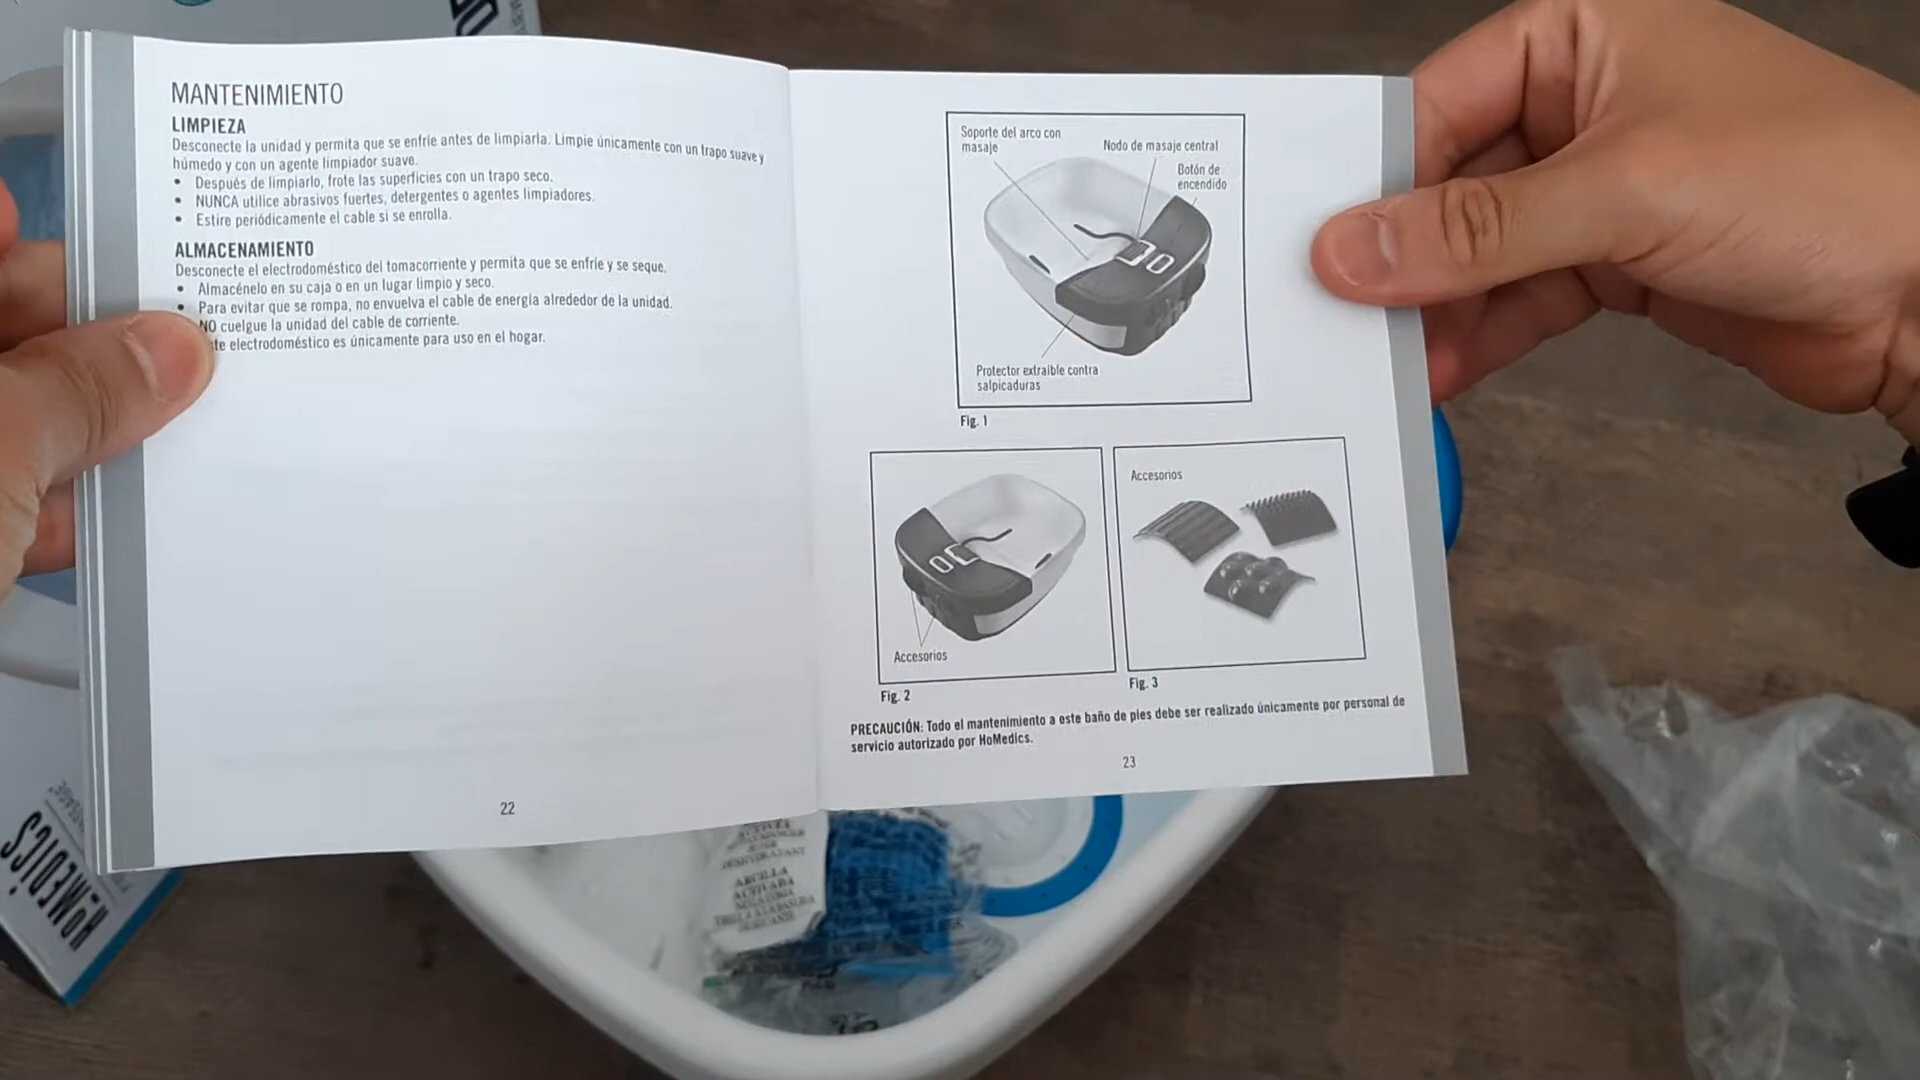 MANTENIMIENTO
LIMPIEZA
Desconecte la unidad y permita que se enfríe antes de limpiarla. Limpie únicamente con un trapo suave y
húmedo y con un agente limpiador suave.
• Después de limpiarlo, frote las superficies con un trapo seco.
• NUNCA utilice abrasivos fuertes, detergentes o agentes limpiadores.
• Estire periódicamente el cable si se enrolla.
ALMACENAMIENTO
Desconecte el electrodoméstico del tomacorriente y permita que se enfríe y se seque.
• Almacénelo en su caja o en un lugar limpio y seco.
• Para evitar que se rompa, no envuelva el cable de energía alrededor de la unidad.
NO cuelgue la unidad del cable de corriente.
electrodoméstico es únicamente para uso en el hogar.
22
Soporte del arco con
masaje
Nodo de masaje central
Botón de
encendido
Protector extraíble contra
salpicaduras
Fig. 1
Accesorios
Fig. 2
Accesorios
Fig. 3
PRECAUCIÓN: Todo el mantenimiento a este baño de pies debe ser realizado únicamente por personal de
servicio autorizado por HoMedics.
23
HOMEDICS
ARCILLA
ACTIVADA